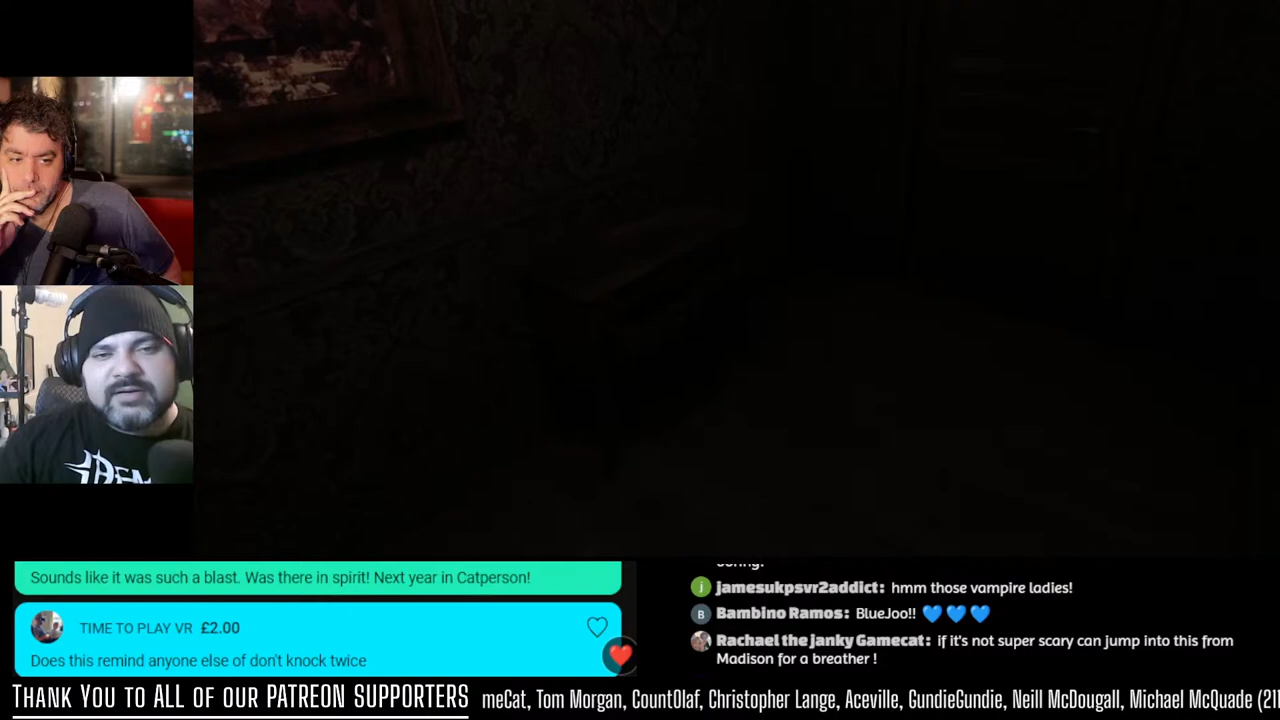 Sounds like it was such a blast. Was there in spirit! Next year in Catperson!
TIME TO PLAY VR £2.00
Does this remind anyone else of don't knock twice
jamesukpsvr2addict: hmm those vampire ladies!
Bambino Ramos: BlueJoo!! 💙💙💙
Rachael the janky Gamecat: if it's not super scary can jump into this from
Madison for a breather !
THANK YOU TO ALL OF OUR PATREON SUPPORTERS
meCat, Tom Morgan, CountOlaf, Christopher Lange, Aceville, GundieGundie, Neill McDougall, Michael McQuade (21